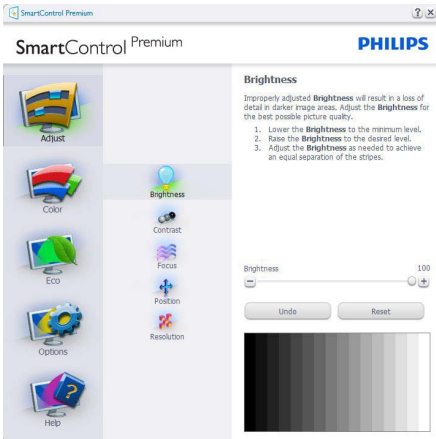 SmartControl Premium
? x
SmartControl Premium
PHILIPS
Adjust
Color
Eco
Options
Help
Brightness
Contrast
Focus
Position
Resolution
Brightness
Improperly adjusted Brightness will result in a loss of
detail in darker image areas. Adjust the Brightness for
the best possible picture quality.
1. Lower the Brightness to the minimum level.
2. Raise the Brightness to the desired level.
3. Adjust the Brightness as needed to achieve
an equal separation of the stripes.
Brightness 100
Undo Reset